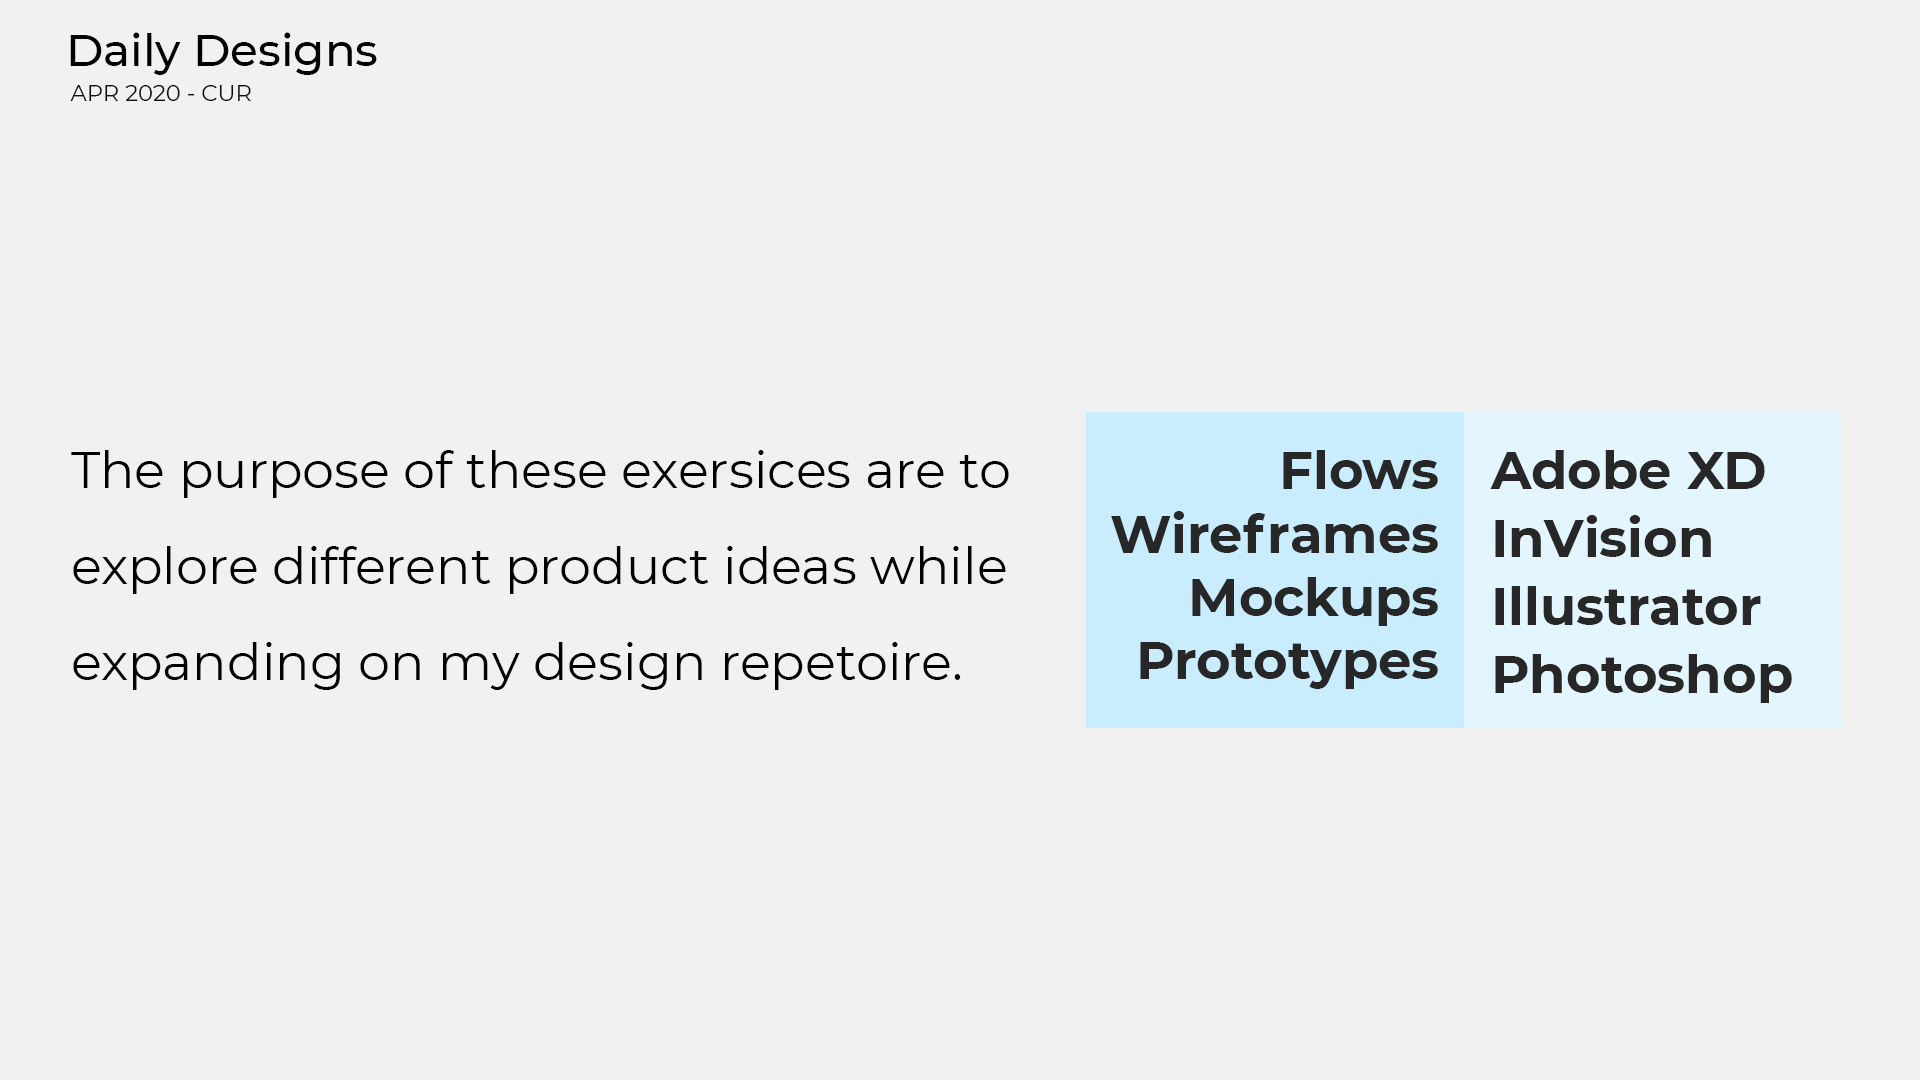 Daily Designs
APR 2020 - CUR
The purpose of these exersices are to
explore different product ideas while
expanding on my design repetoire.
Flows
Wireframes
Mockups
Prototypes
Adobe XD
InVision
Illustrator
Photoshop